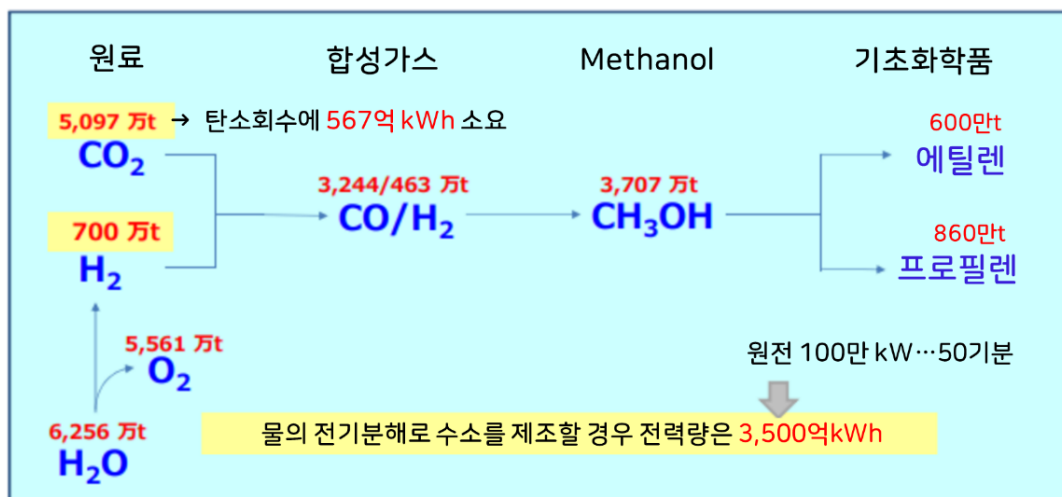 원료 합성가스 Methanol 기초화학품
5,097 万t → 탄소회수에 567억 kWh 소요
CO₂
700 万t
H₂
3,244/463 万t
CO/H₂
3,707 万t
CH₃OH
600만t
에틸렌
860만t
프로필렌
5,561 万t
O₂
6,256 万t
H₂O
원전 100만 kW…50기분
물의 전기분해로 수소를 제조할 경우 전력량은 3,500억kWh